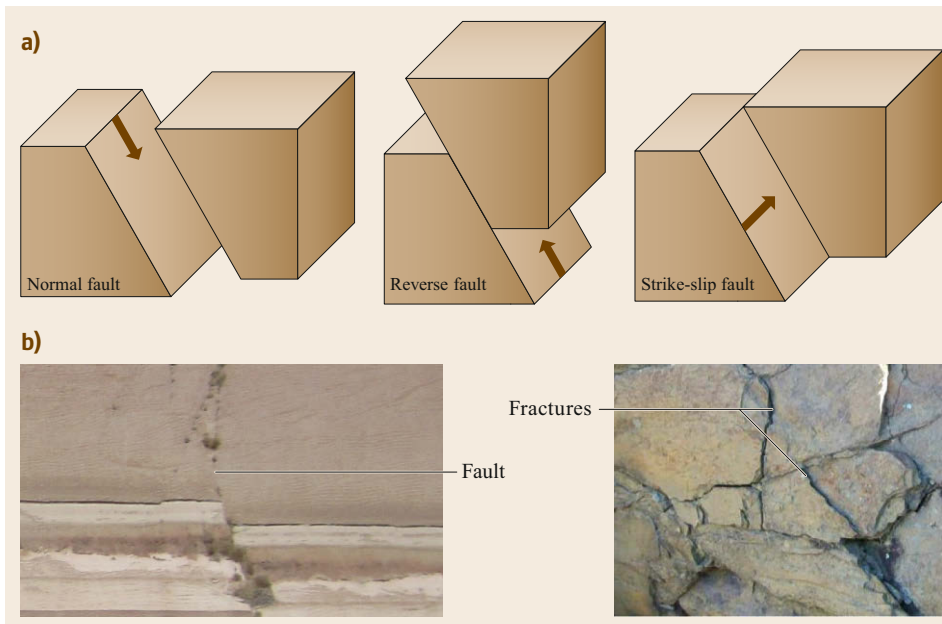 a)
Normal fault
Reverse fault
Strike-slip fault
b)
Fractures
Fault